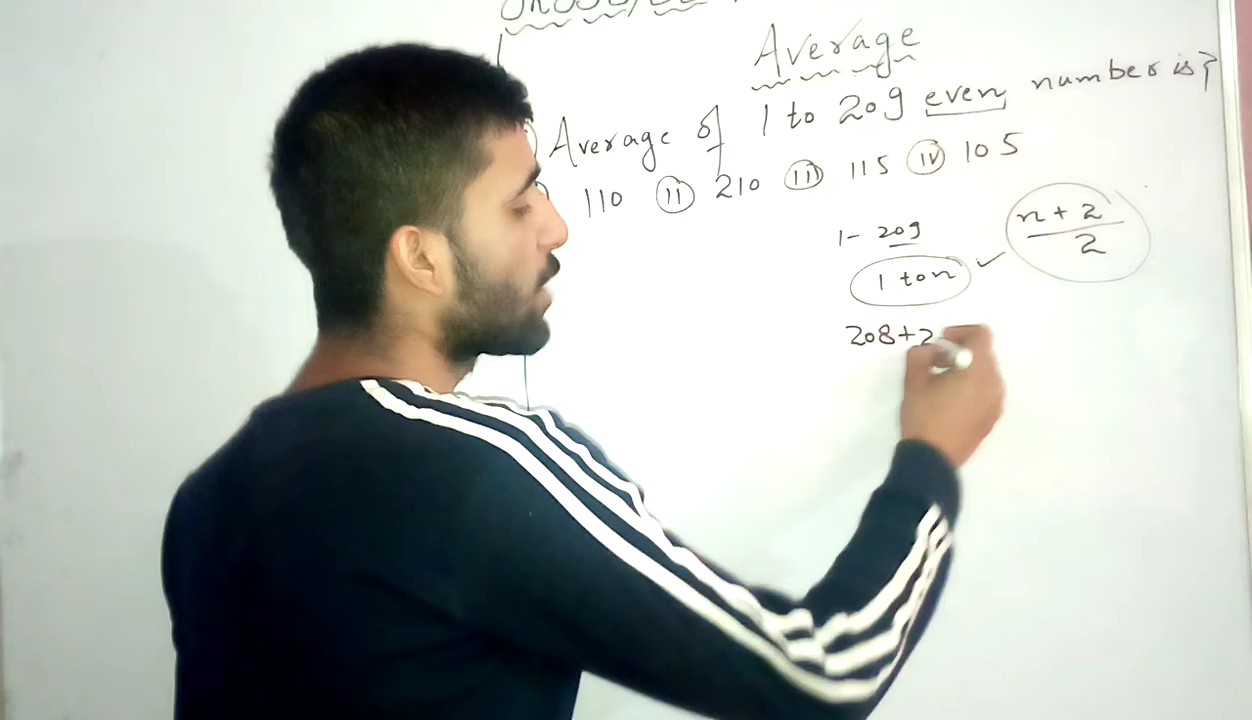 Average
Average of 1 to 209 even number is?
110 (ii) 210 (iii) 115 (iv) 105
1 - 209
1 to n ✓ n + 2 / 2
208+2